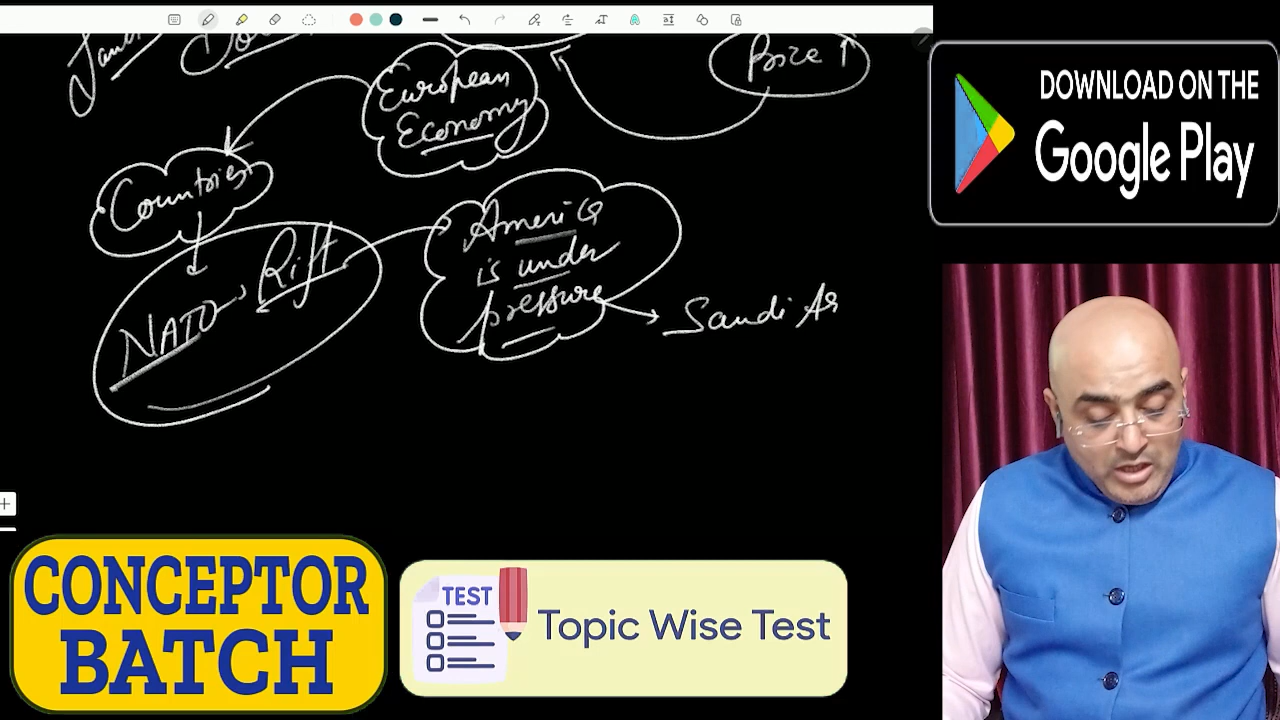 Price ↑
European
Economy
Countries
America
is under
pressure
NATO
Rift
Saudi Ar
DOWNLOAD ON THE
Google Play
CONCEPTOR
BATCH
TEST
Topic Wise Test